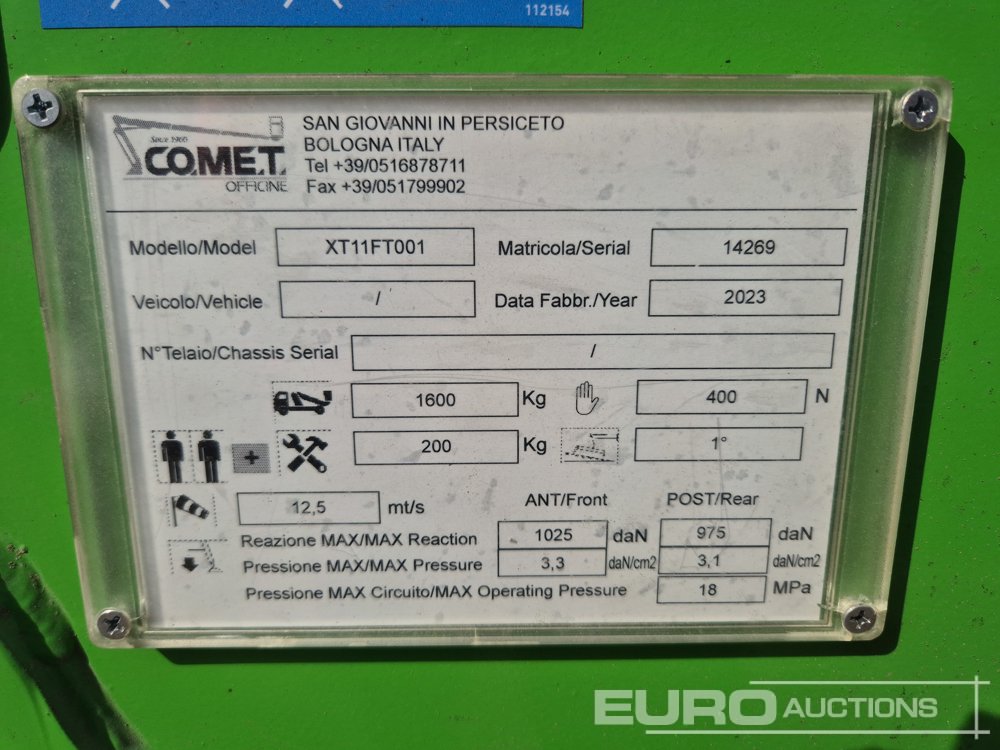 112154
Since 1960
CO.ME.T.
OFFICINE
SAN GIOVANNI IN PERSICETO
BOLOGNA ITALY
Tel +39/0516878711
Fax +39/051799902
Modello/Model XT11FT001 Matricola/Serial 14269
Veicolo/Vehicle / Data Fabbr./Year 2023
N°Telaio/Chassis Serial /
1600 Kg 400 N
+ 200 Kg 1°
12,5 mt/s ANT/Front POST/Rear
Reazione MAX/MAX Reaction 1025 daN 975 daN
Pressione MAX/MAX Pressure 3,3 daN/cm2 3,1 daN/cm2
Pressione MAX Circuito/MAX Operating Pressure 18 MPa
EURO AUCTIONS